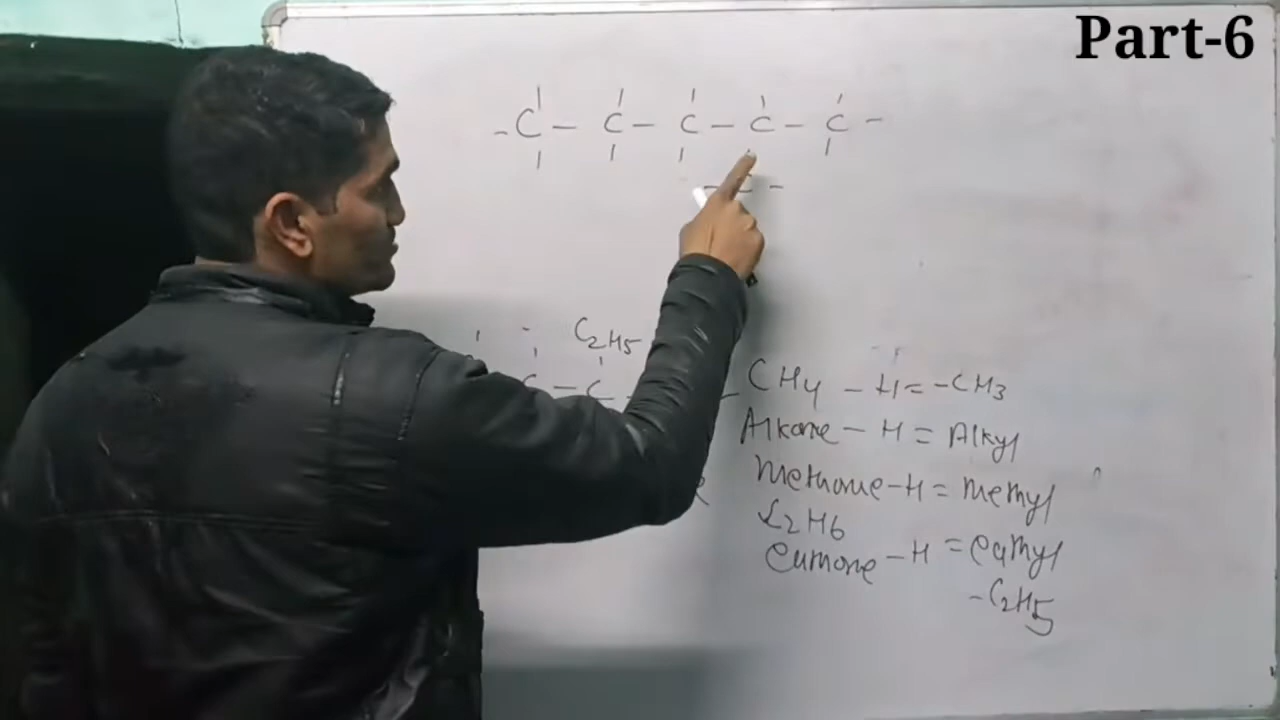 Part-6
- C - C - C - C - C -
- C -
C2H5
C - C -
- CH4 - H = -CH3
Alkane - H = Alkyl
Methane - H = Methyl
C2H6
Ethane - H = Ethyl
- C2H5